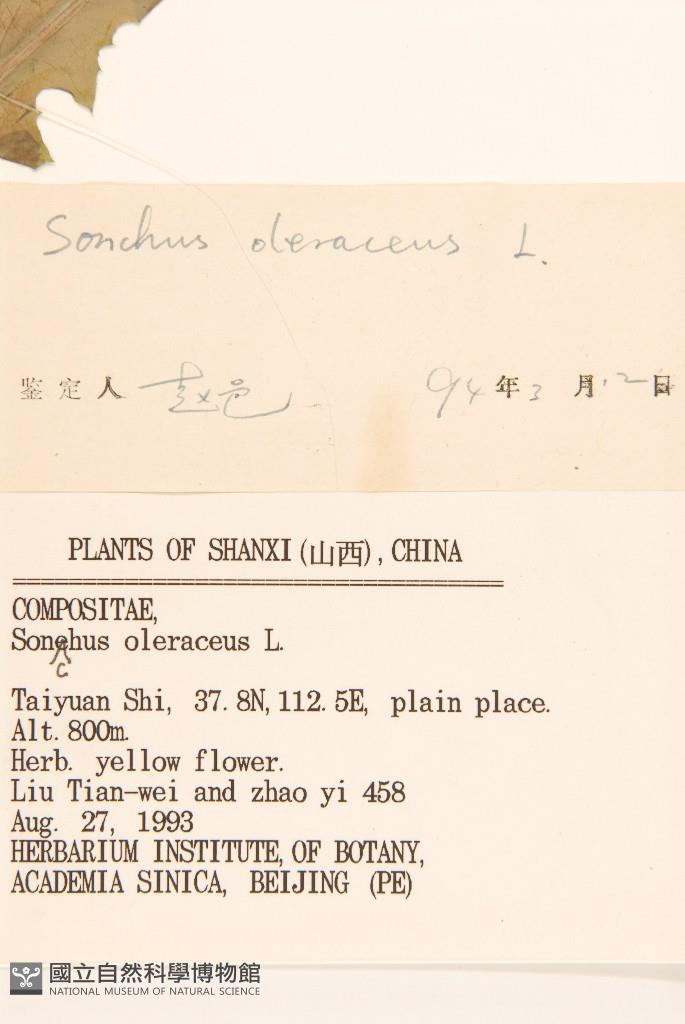 Sonchus oleraceus L.
鉴定人 赵 94年3月12日
PLANTS OF SHANXI (山西), CHINA
COMPOSITAE,
Sonehus oleraceus L.
c
Taiyuan Shi, 37.8N, 112.5E, plain place.
Alt. 800m.
Herb. yellow flower.
Liu Tian-wei and zhao yi 458
Aug. 27, 1993
HERBARIUM INSTITUTE, OF BOTANY,
ACADEMIA SINICA, BEIJING (PE)
國立自然科學博物館
NATIONAL MUSEUM OF NATURAL SCIENCE